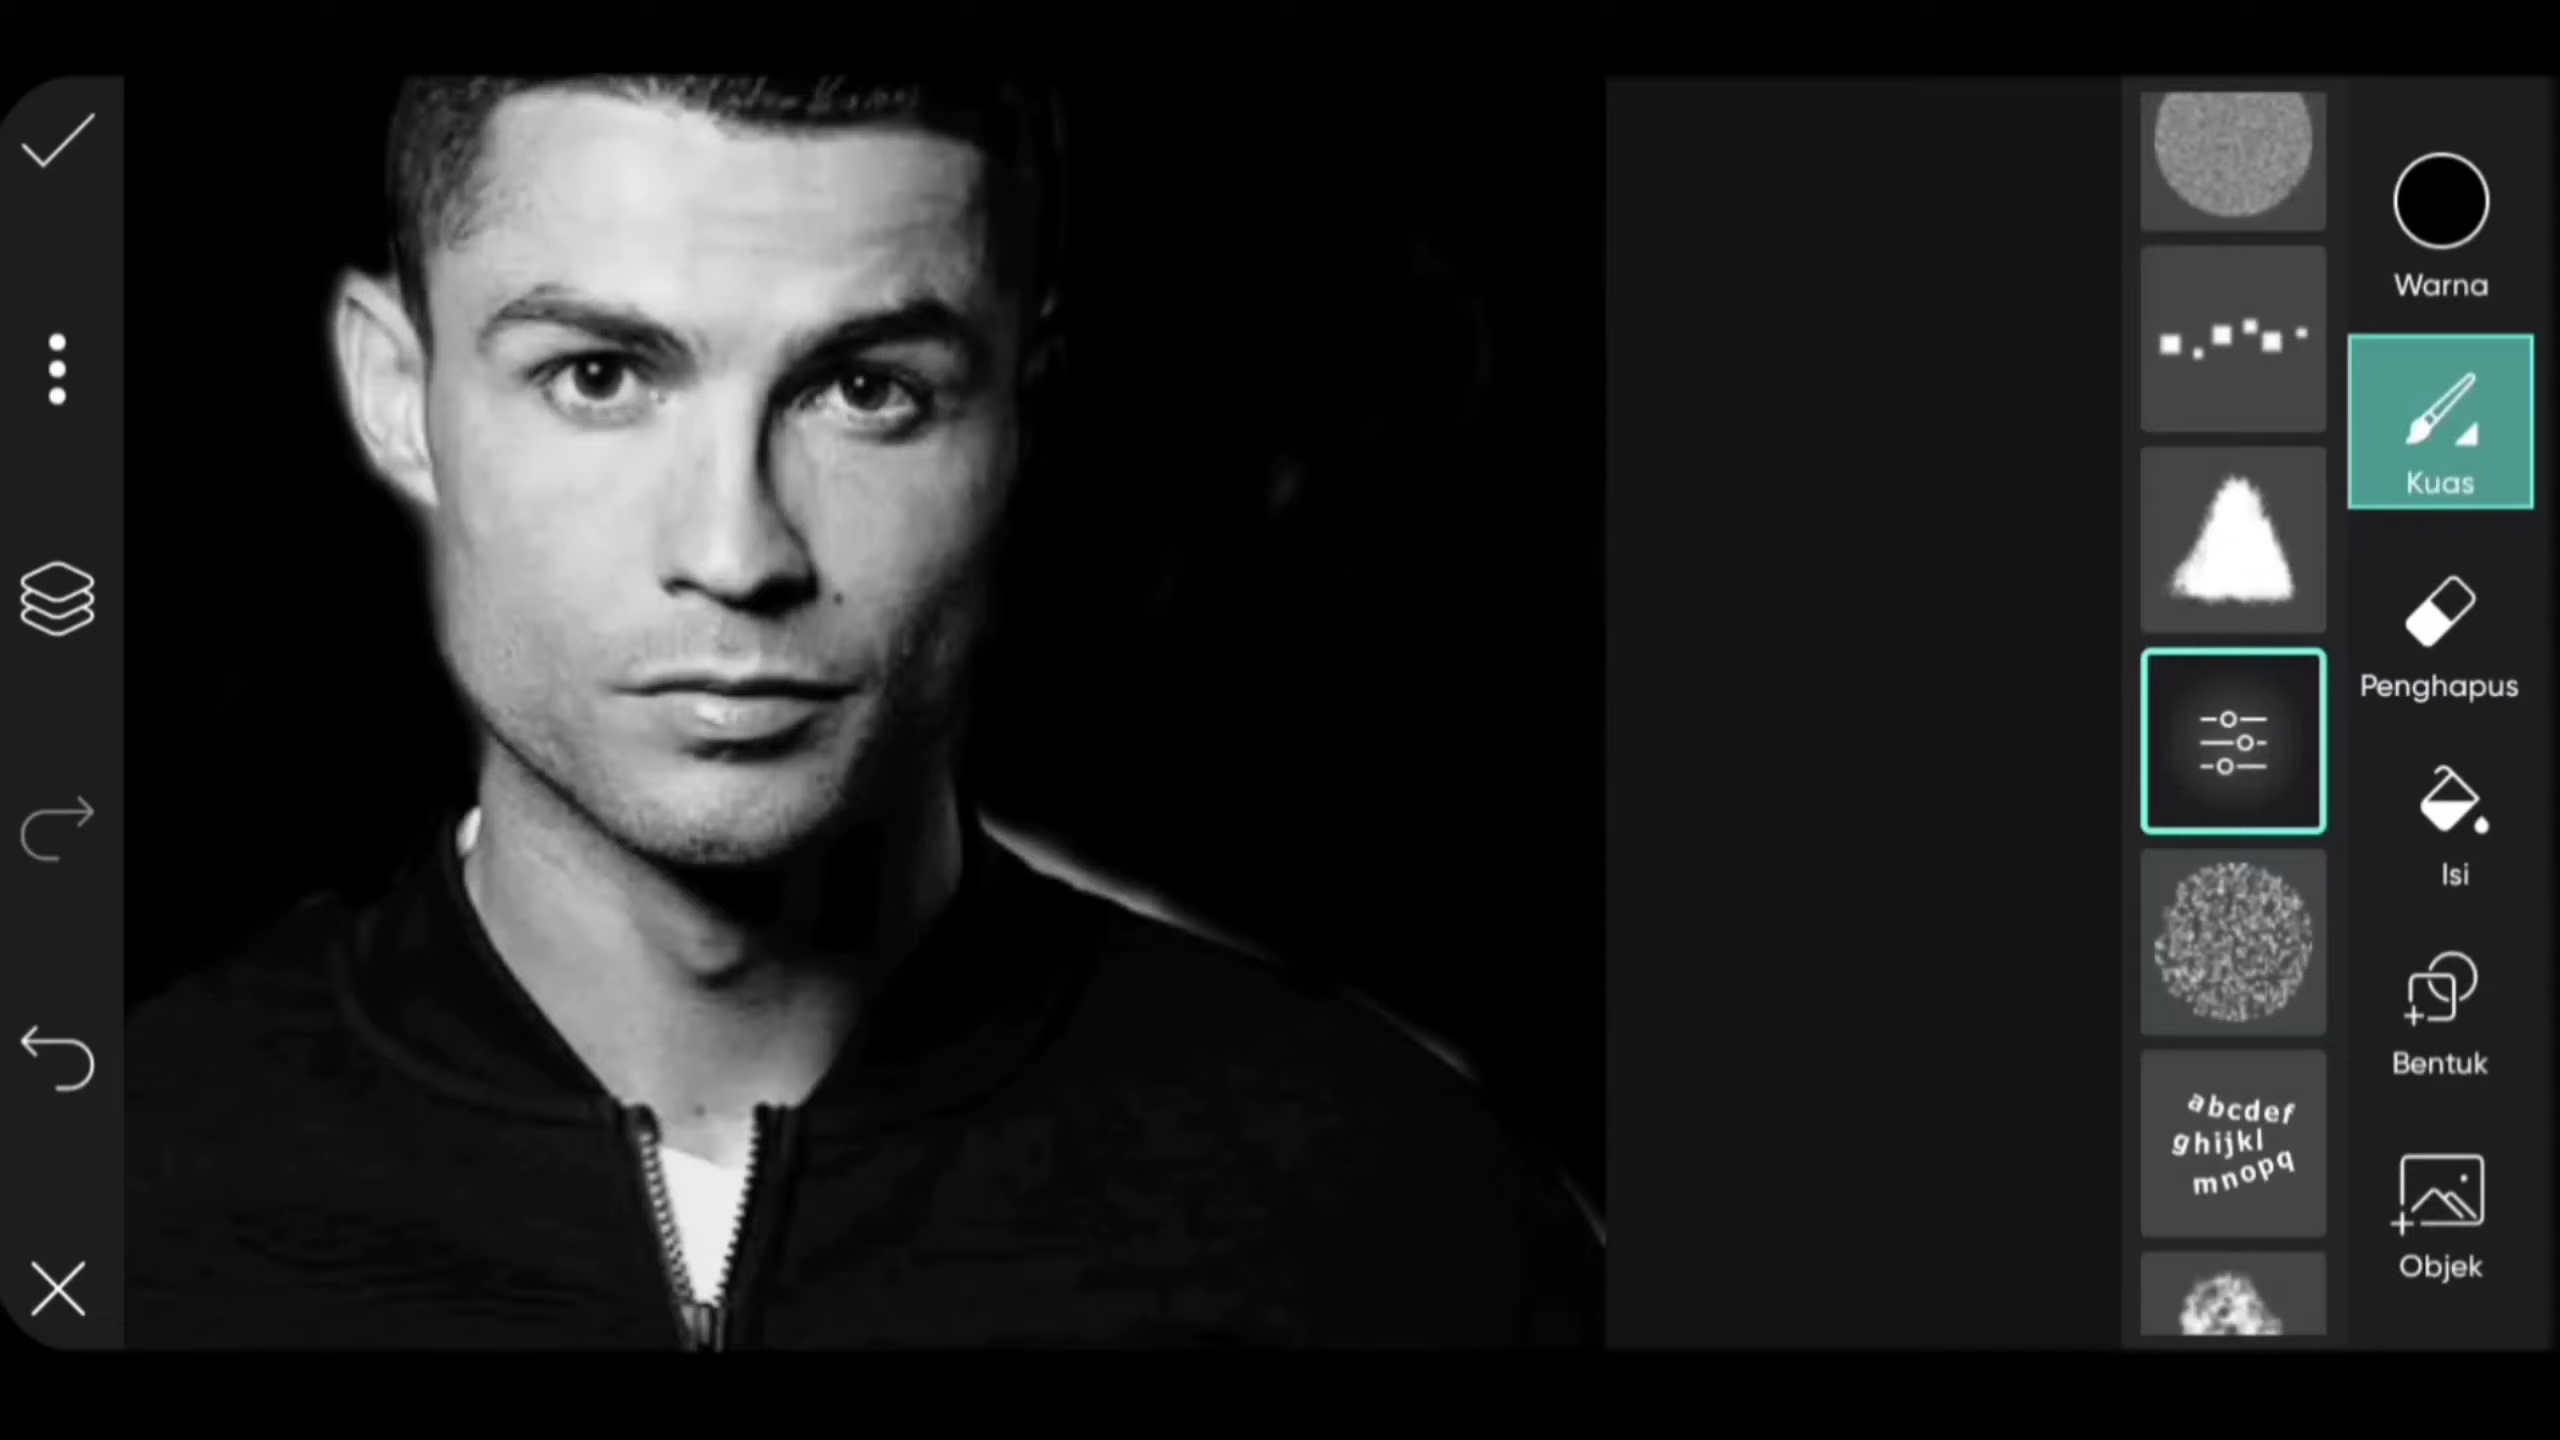 Warna
Kuas
Penghapus
Isi
Bentuk
abcdef
ghijkl
mnopq
Objek